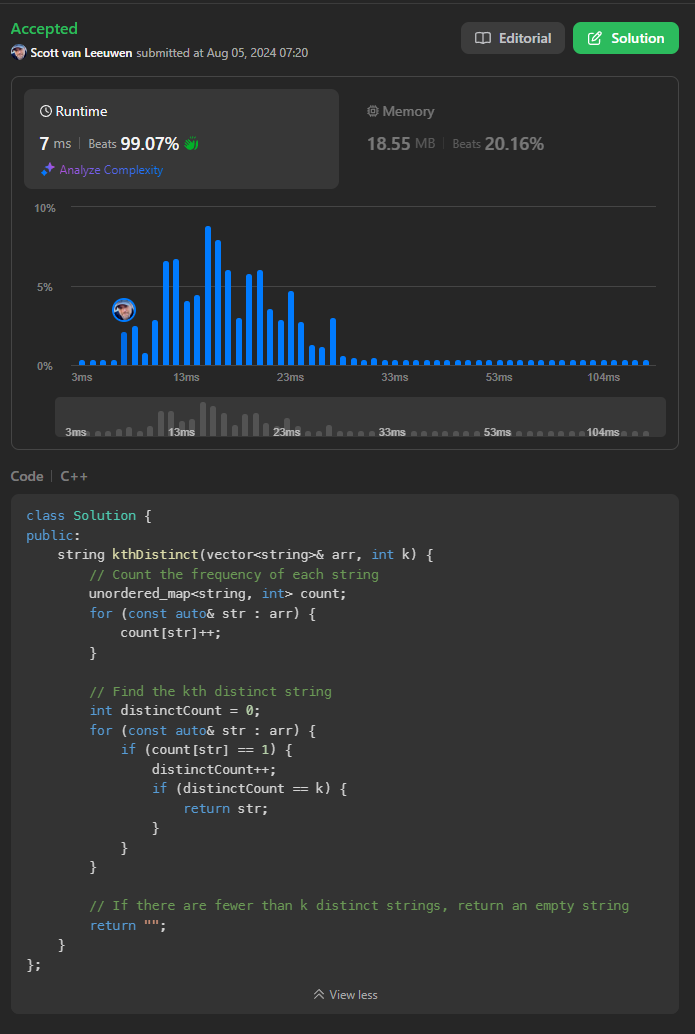 Accepted
Editorial
Solution
Scott van Leeuwen submitted at Aug 05, 2024 07:20
Runtime
7 ms | Beats 99.07%
Analyze Complexity
Memory
18.55 MB | Beats 20.16%
10%
5%
0%
3ms 13ms 23ms 33ms 53ms 104ms
3ms 13ms 23ms 33ms 53ms 104ms
Code | C++
class Solution {
public:
    string kthDistinct(vector<string>& arr, int k) {
        // Count the frequency of each string
        unordered_map<string, int> count;
        for (const auto& str : arr) {
            count[str]++;
        }

        // Find the kth distinct string
        int distinctCount = 0;
        for (const auto& str : arr) {
            if (count[str] == 1) {
                distinctCount++;
                if (distinctCount == k) {
                    return str;
                }
            }
        }

        // If there are fewer than k distinct strings, return an empty string
        return "";
    }
};
View less